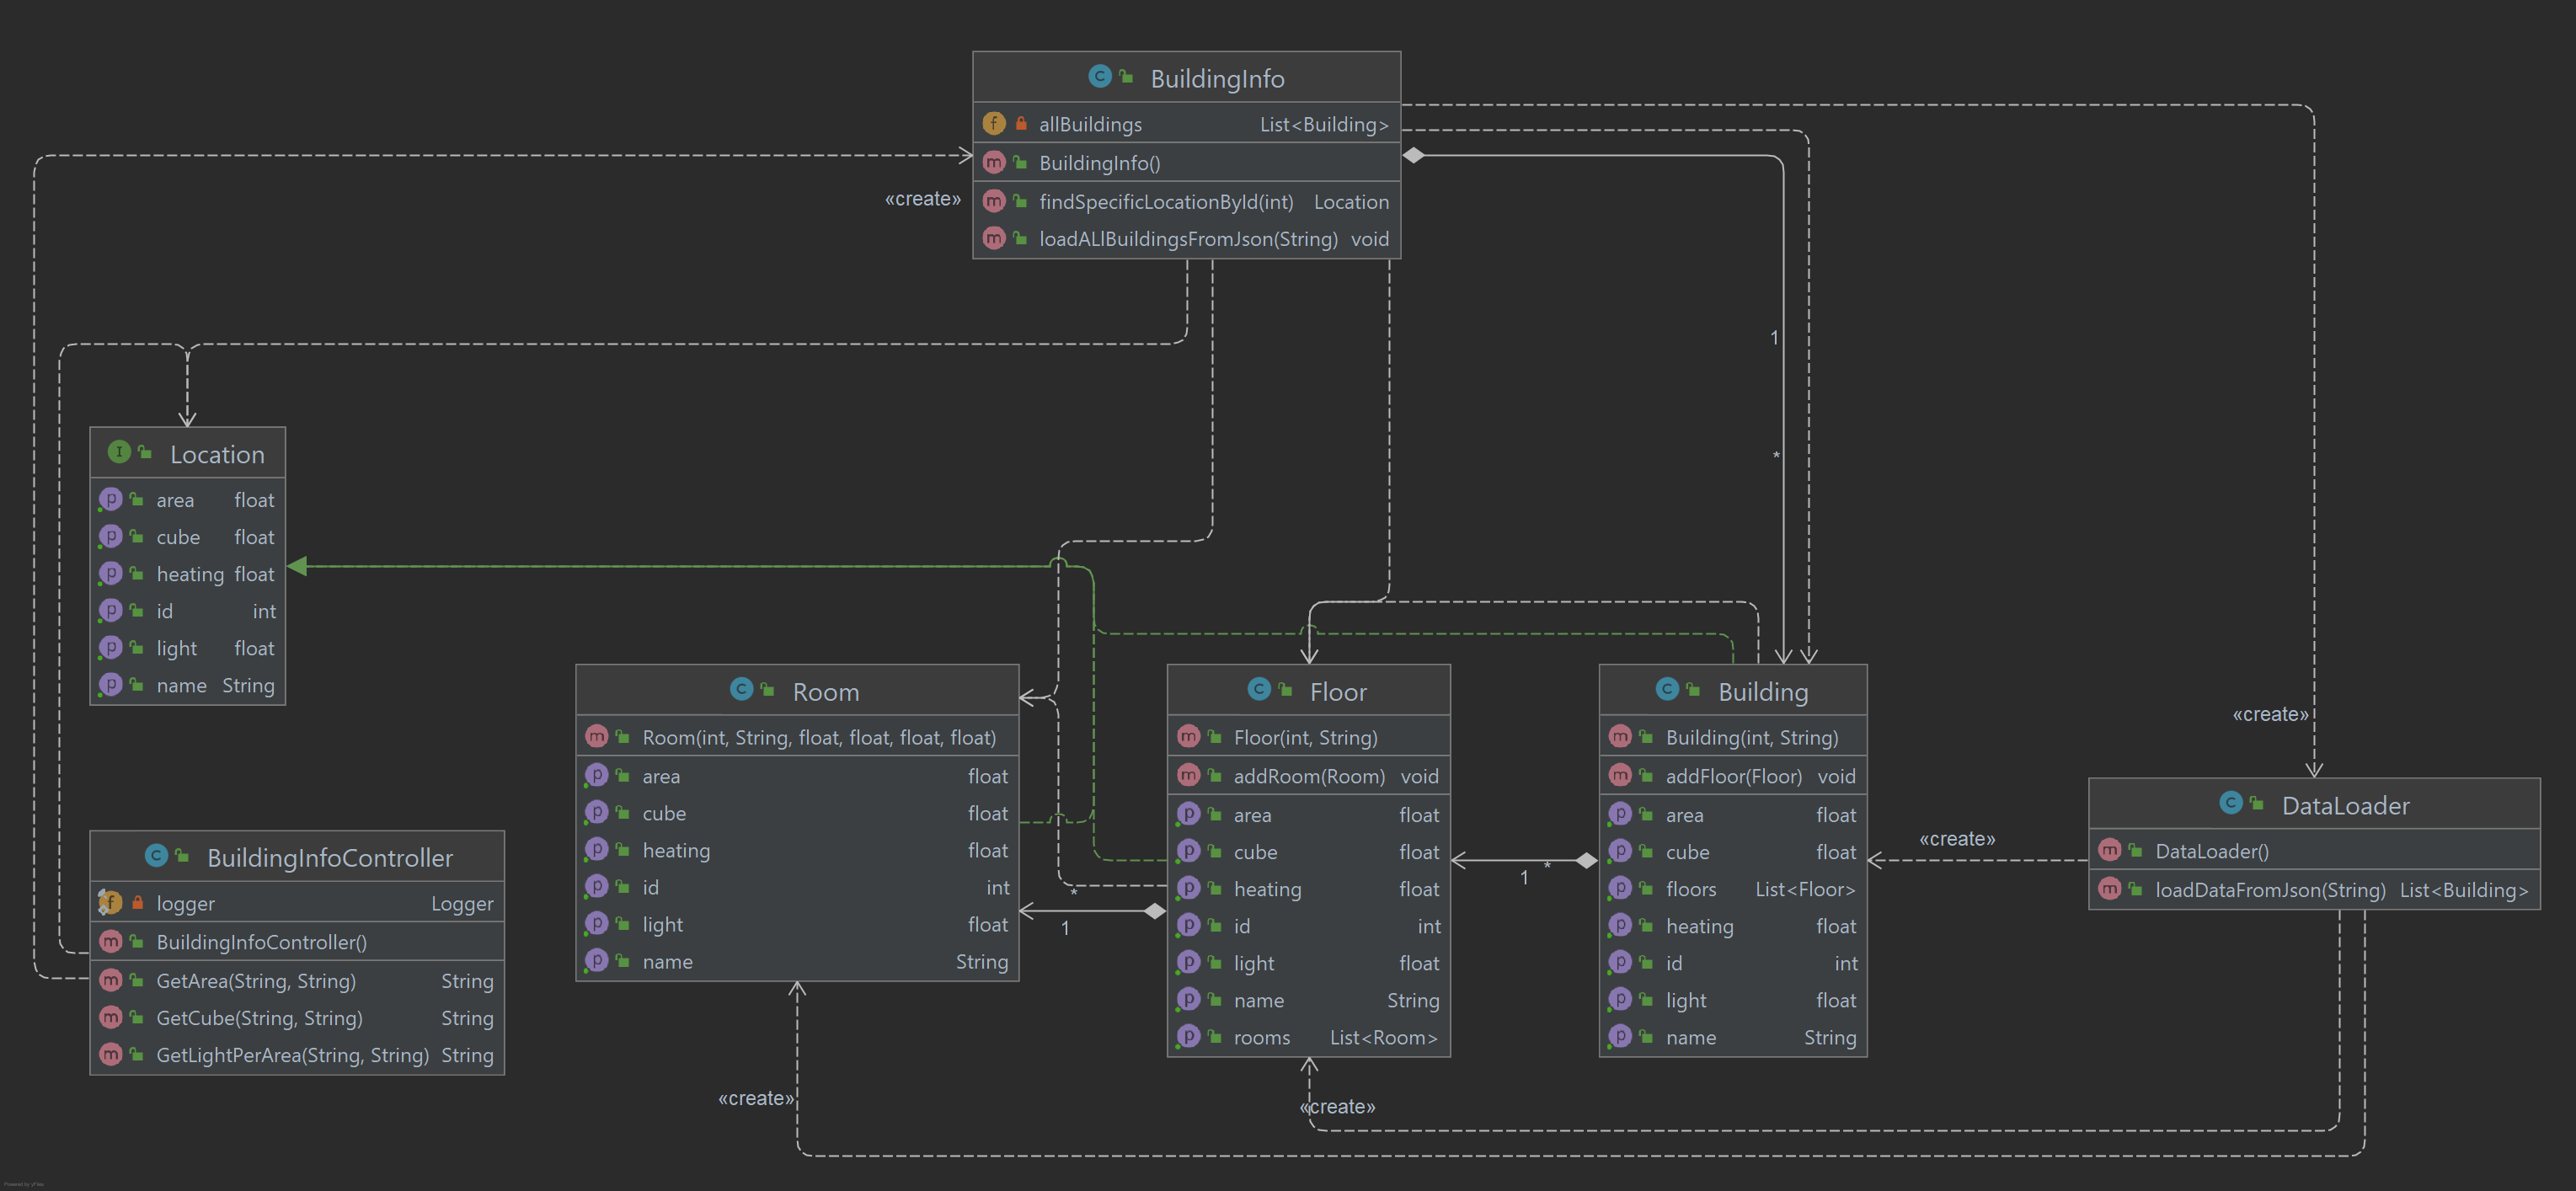 BuildingInfo
allBuildings List<Building>
BuildingInfo()
findSpecificLocationById(int) Location
loadALlBuildingsFromJson(String) void
«create»
1
*
Location
area float
cube float
heating float
id int
light float
name String
Room
Room(int, String, float, float, float, float)
area float
cube float
heating float
id int
light float
name String
Floor
Floor(int, String)
addRoom(Room) void
area float
cube float
heating float
id int
light float
name String
rooms List<Room>
Building
Building(int, String)
addFloor(Floor) void
area float
cube float
floors List<Floor>
heating float
id int
light float
name String
«create»
DataLoader
DataLoader()
loadDataFromJson(String) List<Building>
«create»
1 *
*
1
BuildingInfoController
logger Logger
BuildingInfoController()
GetArea(String, String) String
GetCube(String, String) String
GetLightPerArea(String, String) String
«create»
«create»
Powered by yFiles